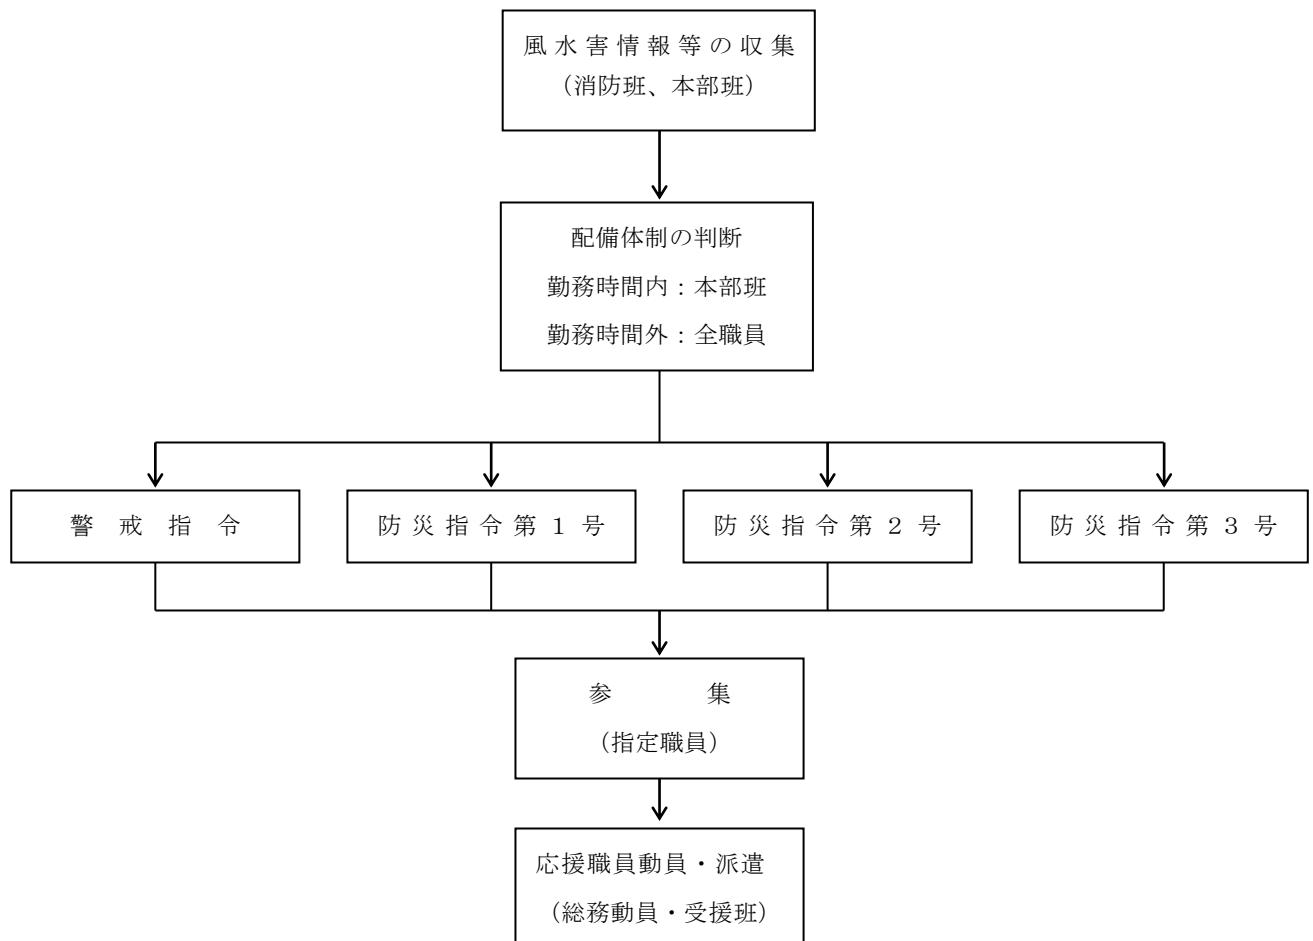 風水害情報等の収集
（消防班、本部班）
配備体制の判断
勤務時間内：本部班
勤務時間外：全職員
警戒指令
防災指令第１号
防災指令第２号
防災指令第３号
参集
（指定職員）
応援職員動員・派遣
（総務動員・受援班）